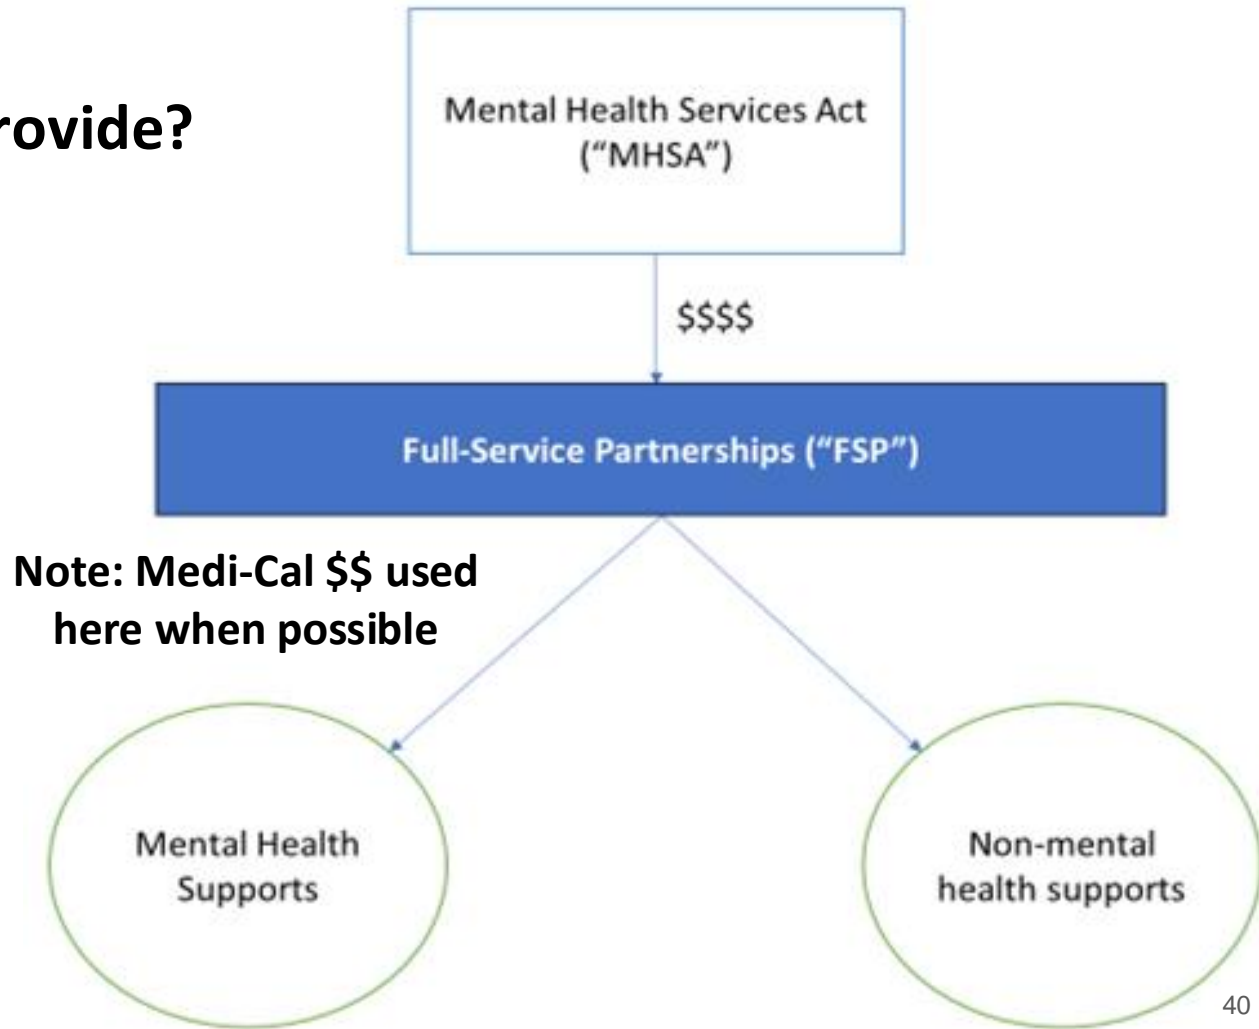 rovide?
Mental Health Services Act
(“MHSA”)
$$$$
Full-Service Partnerships (“FSP”)
Note: Medi-Cal $$ used
here when possible
Mental Health
Supports
Non-mental
health supports
40